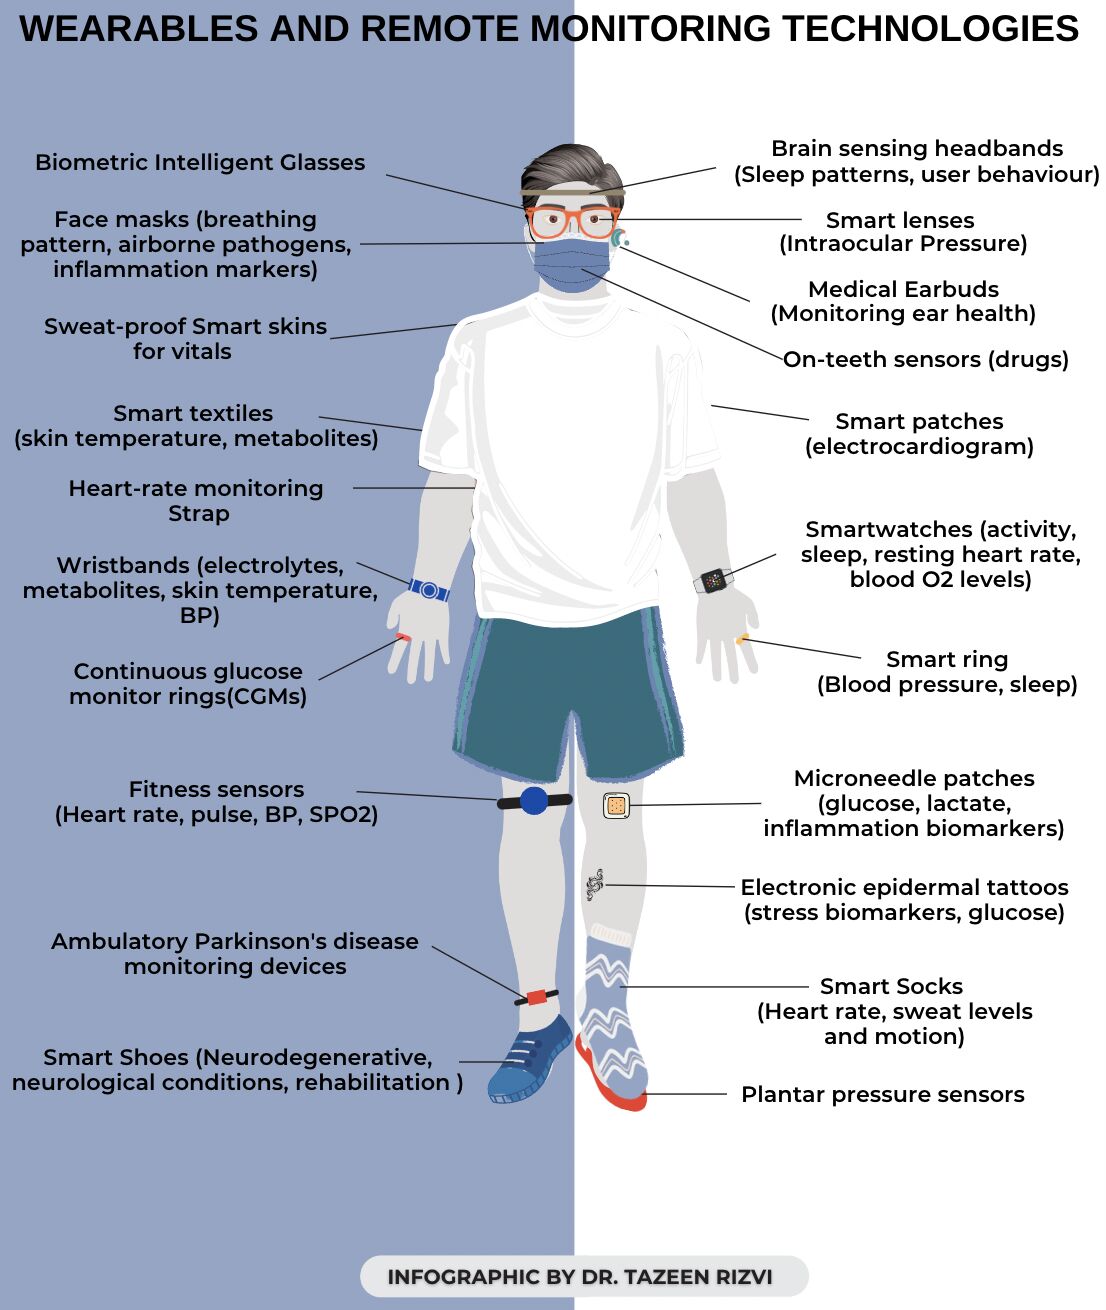 WEARABLES AND REMOTE MONITORING TECHNOLOGIES
Biometric Intelligent Glasses
Face masks (breathing
pattern, airborne pathogens,
inflammation markers)
Sweat-proof Smart skins
for vitals
Smart textiles
(skin temperature, metabolites)
Heart-rate monitoring
Strap
Wristbands (electrolytes,
metabolites, skin temperature,
BP)
Continuous glucose
monitor rings(CGMs)
Fitness sensors
(Heart rate, pulse, BP, SPO2)
Ambulatory Parkinson's disease
monitoring devices
Smart Shoes (Neurodegenerative,
neurological conditions, rehabilitation )
Brain sensing headbands
(Sleep patterns, user behaviour)
Smart lenses
(Intraocular Pressure)
Medical Earbuds
(Monitoring ear health)
On-teeth sensors (drugs)
Smart patches
(electrocardiogram)
Smartwatches (activity,
sleep, resting heart rate,
blood O2 levels)
Smart ring
(Blood pressure, sleep)
Microneedle patches
(glucose, lactate,
inflammation biomarkers)
Electronic epidermal tattoos
(stress biomarkers, glucose)
Smart Socks
(Heart rate, sweat levels
and motion)
Plantar pressure sensors
INFOGRAPHIC BY DR. TAZEEN RIZVI